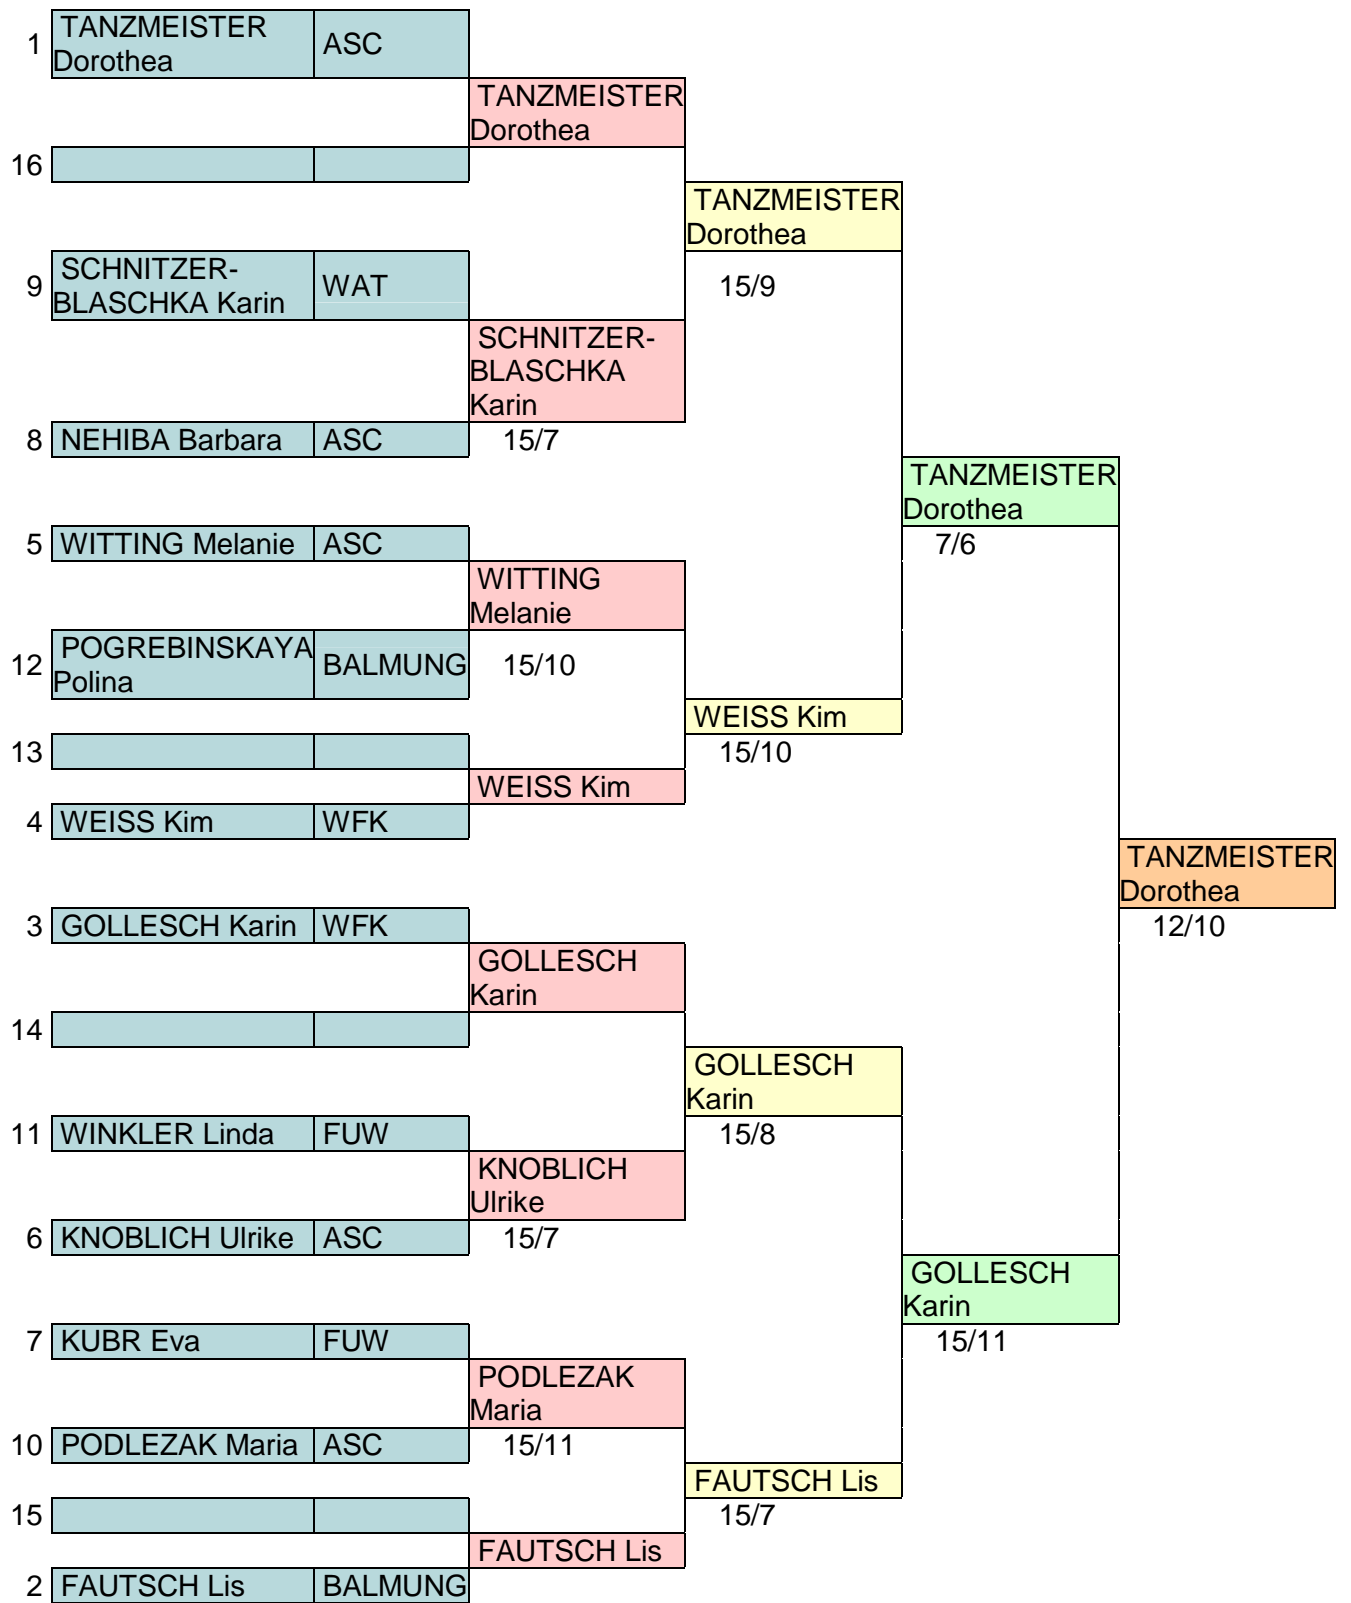 TANZMEISTER
1 Dorothea ASC
TANZMEISTER
Dorothea
16
TANZMEISTER
Dorothea
SCHNITZER-
9 BLASCHKA Karin WAT
15/9
SCHNITZER-
BLASCHKA
Karin
8 NEHIBA Barbara ASC
15/7
TANZMEISTER
Dorothea
5 WITTING Melanie ASC
7/6
WITTING
Melanie
POGREBINSKAYA
12 Polina BALMUNG
15/10
WEISS Kim
13
15/10
WEISS Kim
4 WEISS Kim WFK
TANZMEISTER
Dorothea
3 GOLLESCH Karin WFK
12/10
GOLLESCH
Karin
14
GOLLESCH
Karin
11 WINKLER Linda FUW
15/8
KNOBLICH
Ulrike
6 KNOBLICH Ulrike ASC
15/7
GOLLESCH
Karin
7 KUBR Eva FUW
15/11
PODLEZAK
Maria
10 PODLEZAK Maria ASC
15/11
FAUTSCH Lis
15
15/7
FAUTSCH Lis
2 FAUTSCH Lis BALMUNG